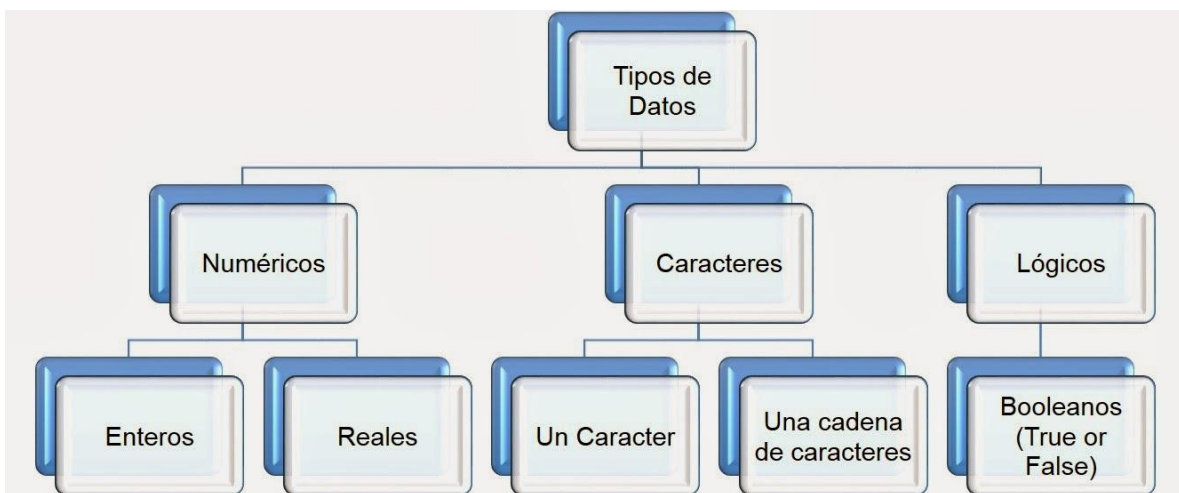 Tipos de
Datos
Numéricos
Caracteres
Lógicos
Enteros
Reales
Un Caracter
Una cadena
de caracteres
Booleanos
(True or
False)